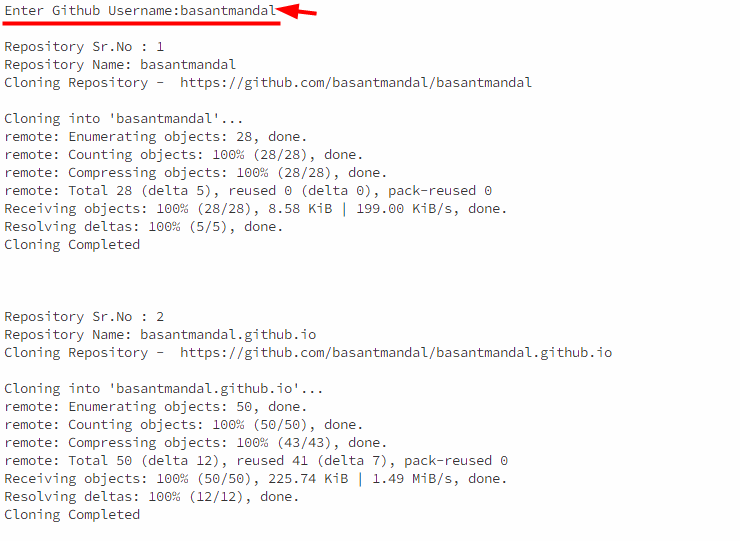 Enter Github Username:basantmandal
Repository Sr.No : 1
Repository Name: basantmandal
Cloning Repository -  https://github.com/basantmandal/basantmandal
Cloning into 'basantmandal'...
remote: Enumerating objects: 28, done.
remote: Counting objects: 100% (28/28), done.
remote: Compressing objects: 100% (28/28), done.
remote: Total 28 (delta 5), reused 0 (delta 0), pack-reused 0
Receiving objects: 100% (28/28), 8.58 KiB | 199.00 KiB/s, done.
Resolving deltas: 100% (5/5), done.
Cloning Completed
Repository Sr.No : 2
Repository Name: basantmandal.github.io
Cloning Repository -  https://github.com/basantmandal/basantmandal.github.io
Cloning into 'basantmandal.github.io'...
remote: Enumerating objects: 50, done.
remote: Counting objects: 100% (50/50), done.
remote: Compressing objects: 100% (43/43), done.
remote: Total 50 (delta 12), reused 41 (delta 7), pack-reused 0
Receiving objects: 100% (50/50), 225.74 KiB | 1.49 MiB/s, done.
Resolving deltas: 100% (12/12), done.
Cloning Completed